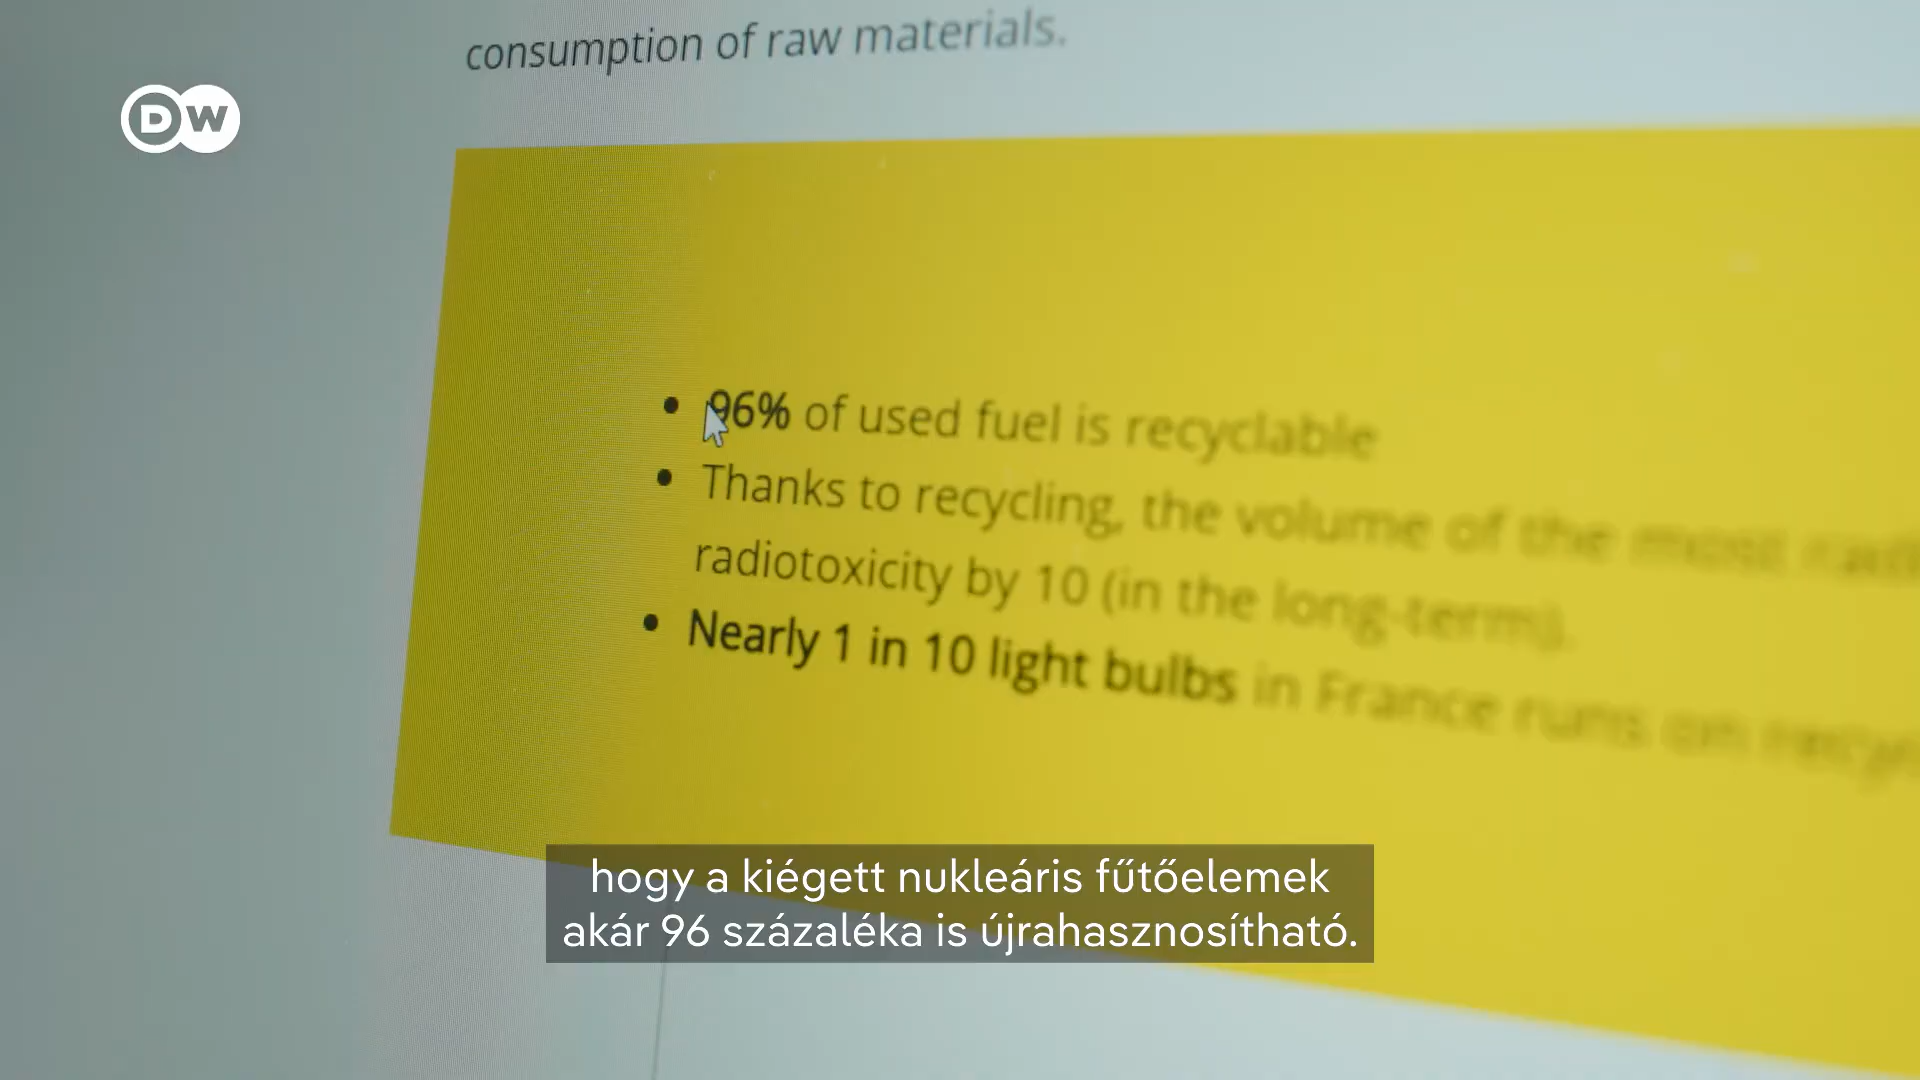 consumption of raw materials.
DW
• 96% of used fuel is recyclable
• Thanks to recycling, the volume of the most
radiotoxicity by 10 (in the long-term).
• Nearly 1 in 10 light bulbs in France runs on
hogy a kiégett nukleáris fűtőelemek
akár 96 százaléka is újrahasznosítható.